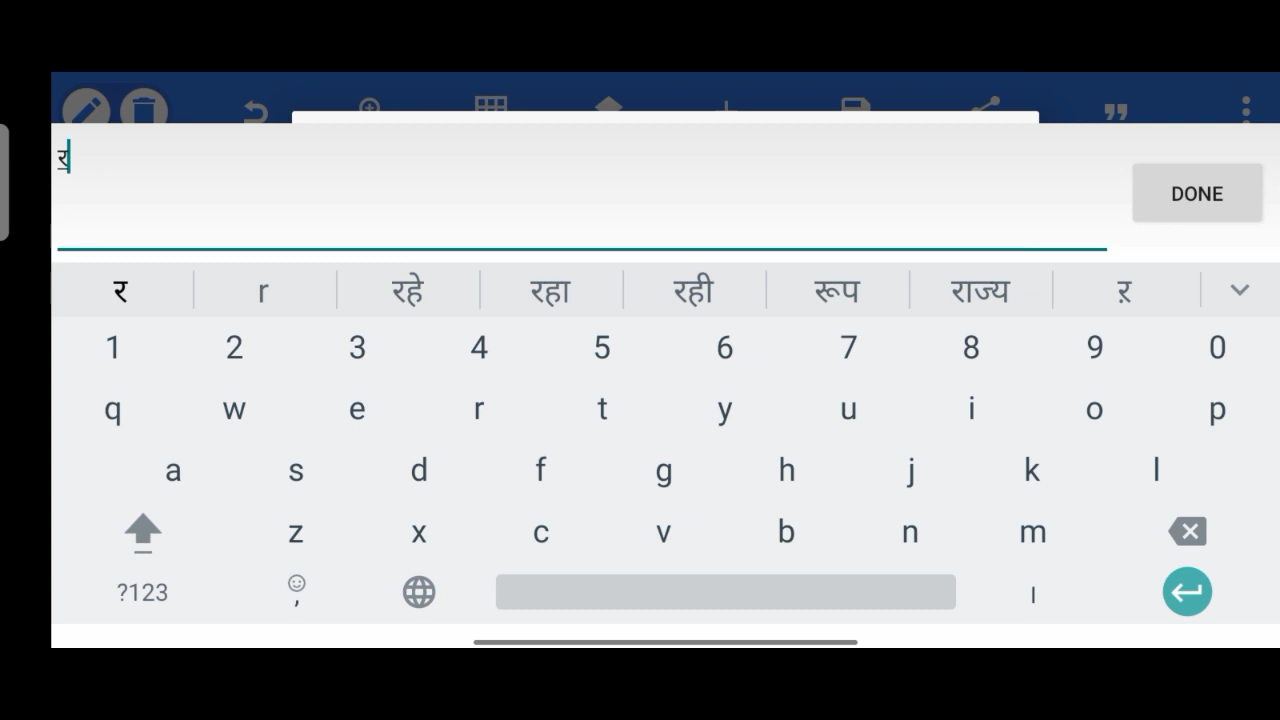 र
DONE
र r रहे रहा रही रूप राज्य ऱ
1 2 3 4 5 6 7 8 9 0
q w e r t y u i o p
a s d f g h j k l
z x c v b n m
?123 , ।